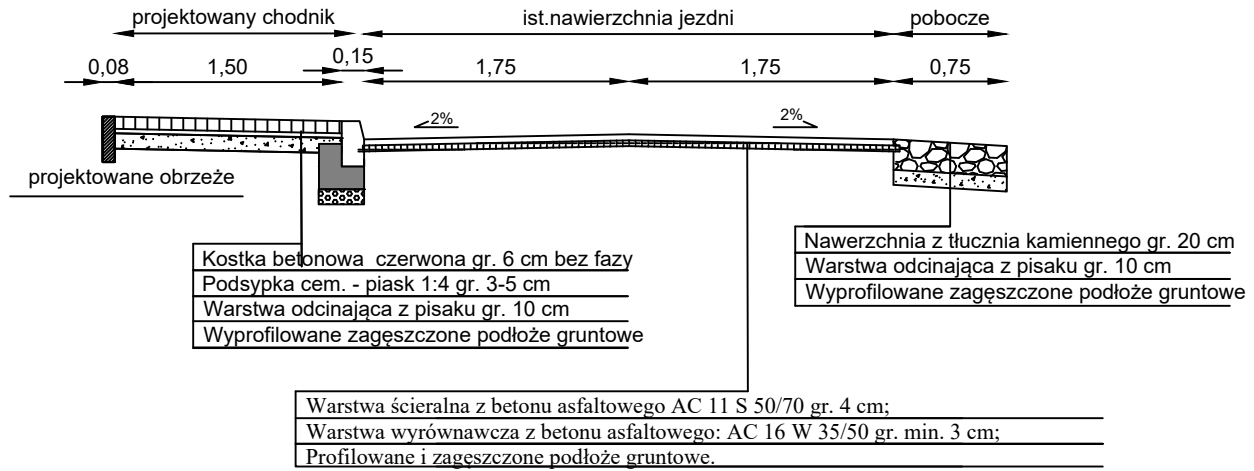 projektowany chodnik
ist.nawierzchnia jezdni
pobocze
0,08
1,50
0,15
1,75
1,75
0,75
2%
2%
projektowane obrzeże
Kostka betonowa czerwona gr. 6 cm bez fazy
Podsypka cem. - piask 1:4 gr. 3-5 cm
Warstwa odcinająca z pisaku gr. 10 cm
Wyprofilowane zagęszczone podłoże gruntowe
Nawerzchnia z tłucznia kamiennego gr. 20 cm
Warstwa odcinająca z pisaku gr. 10 cm
Wyprofilowane zagęszczone podłoże gruntowe
Warstwa ścieralna z betonu asfaltowego AC 11 S 50/70 gr. 4 cm;
Warstwa wyrównawcza z betonu asfaltowego: AC 16 W 35/50 gr. min. 3 cm;
Profilowane i zagęszczone podłoże gruntowe.